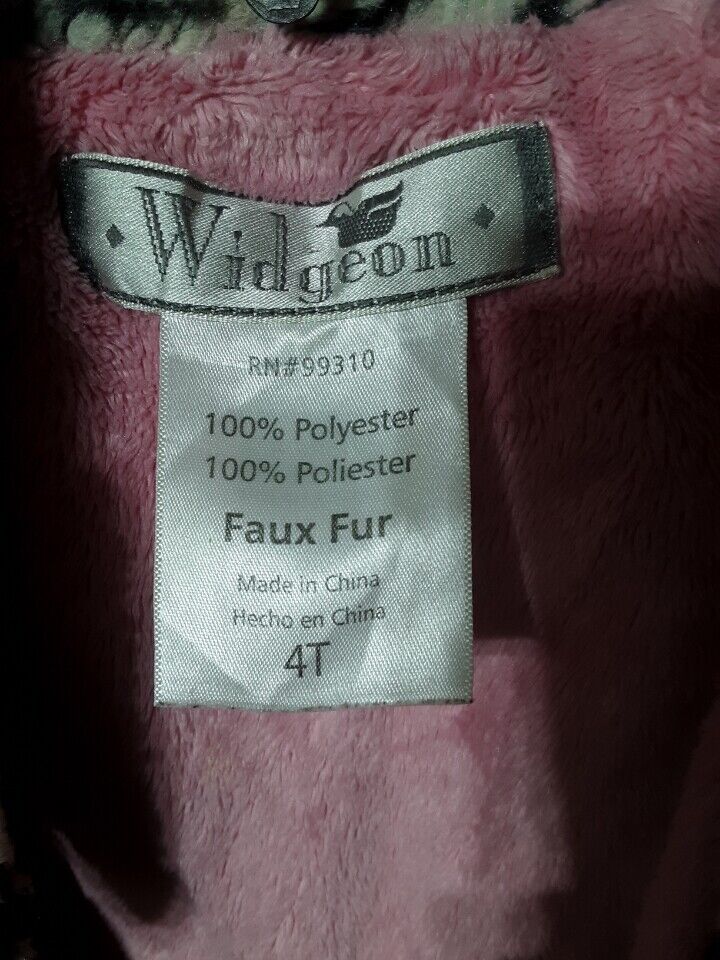 Widgeon
RN#99310
100% Polyester
100% Poliester
Faux Fur
Made in China
Hecho en China
4T